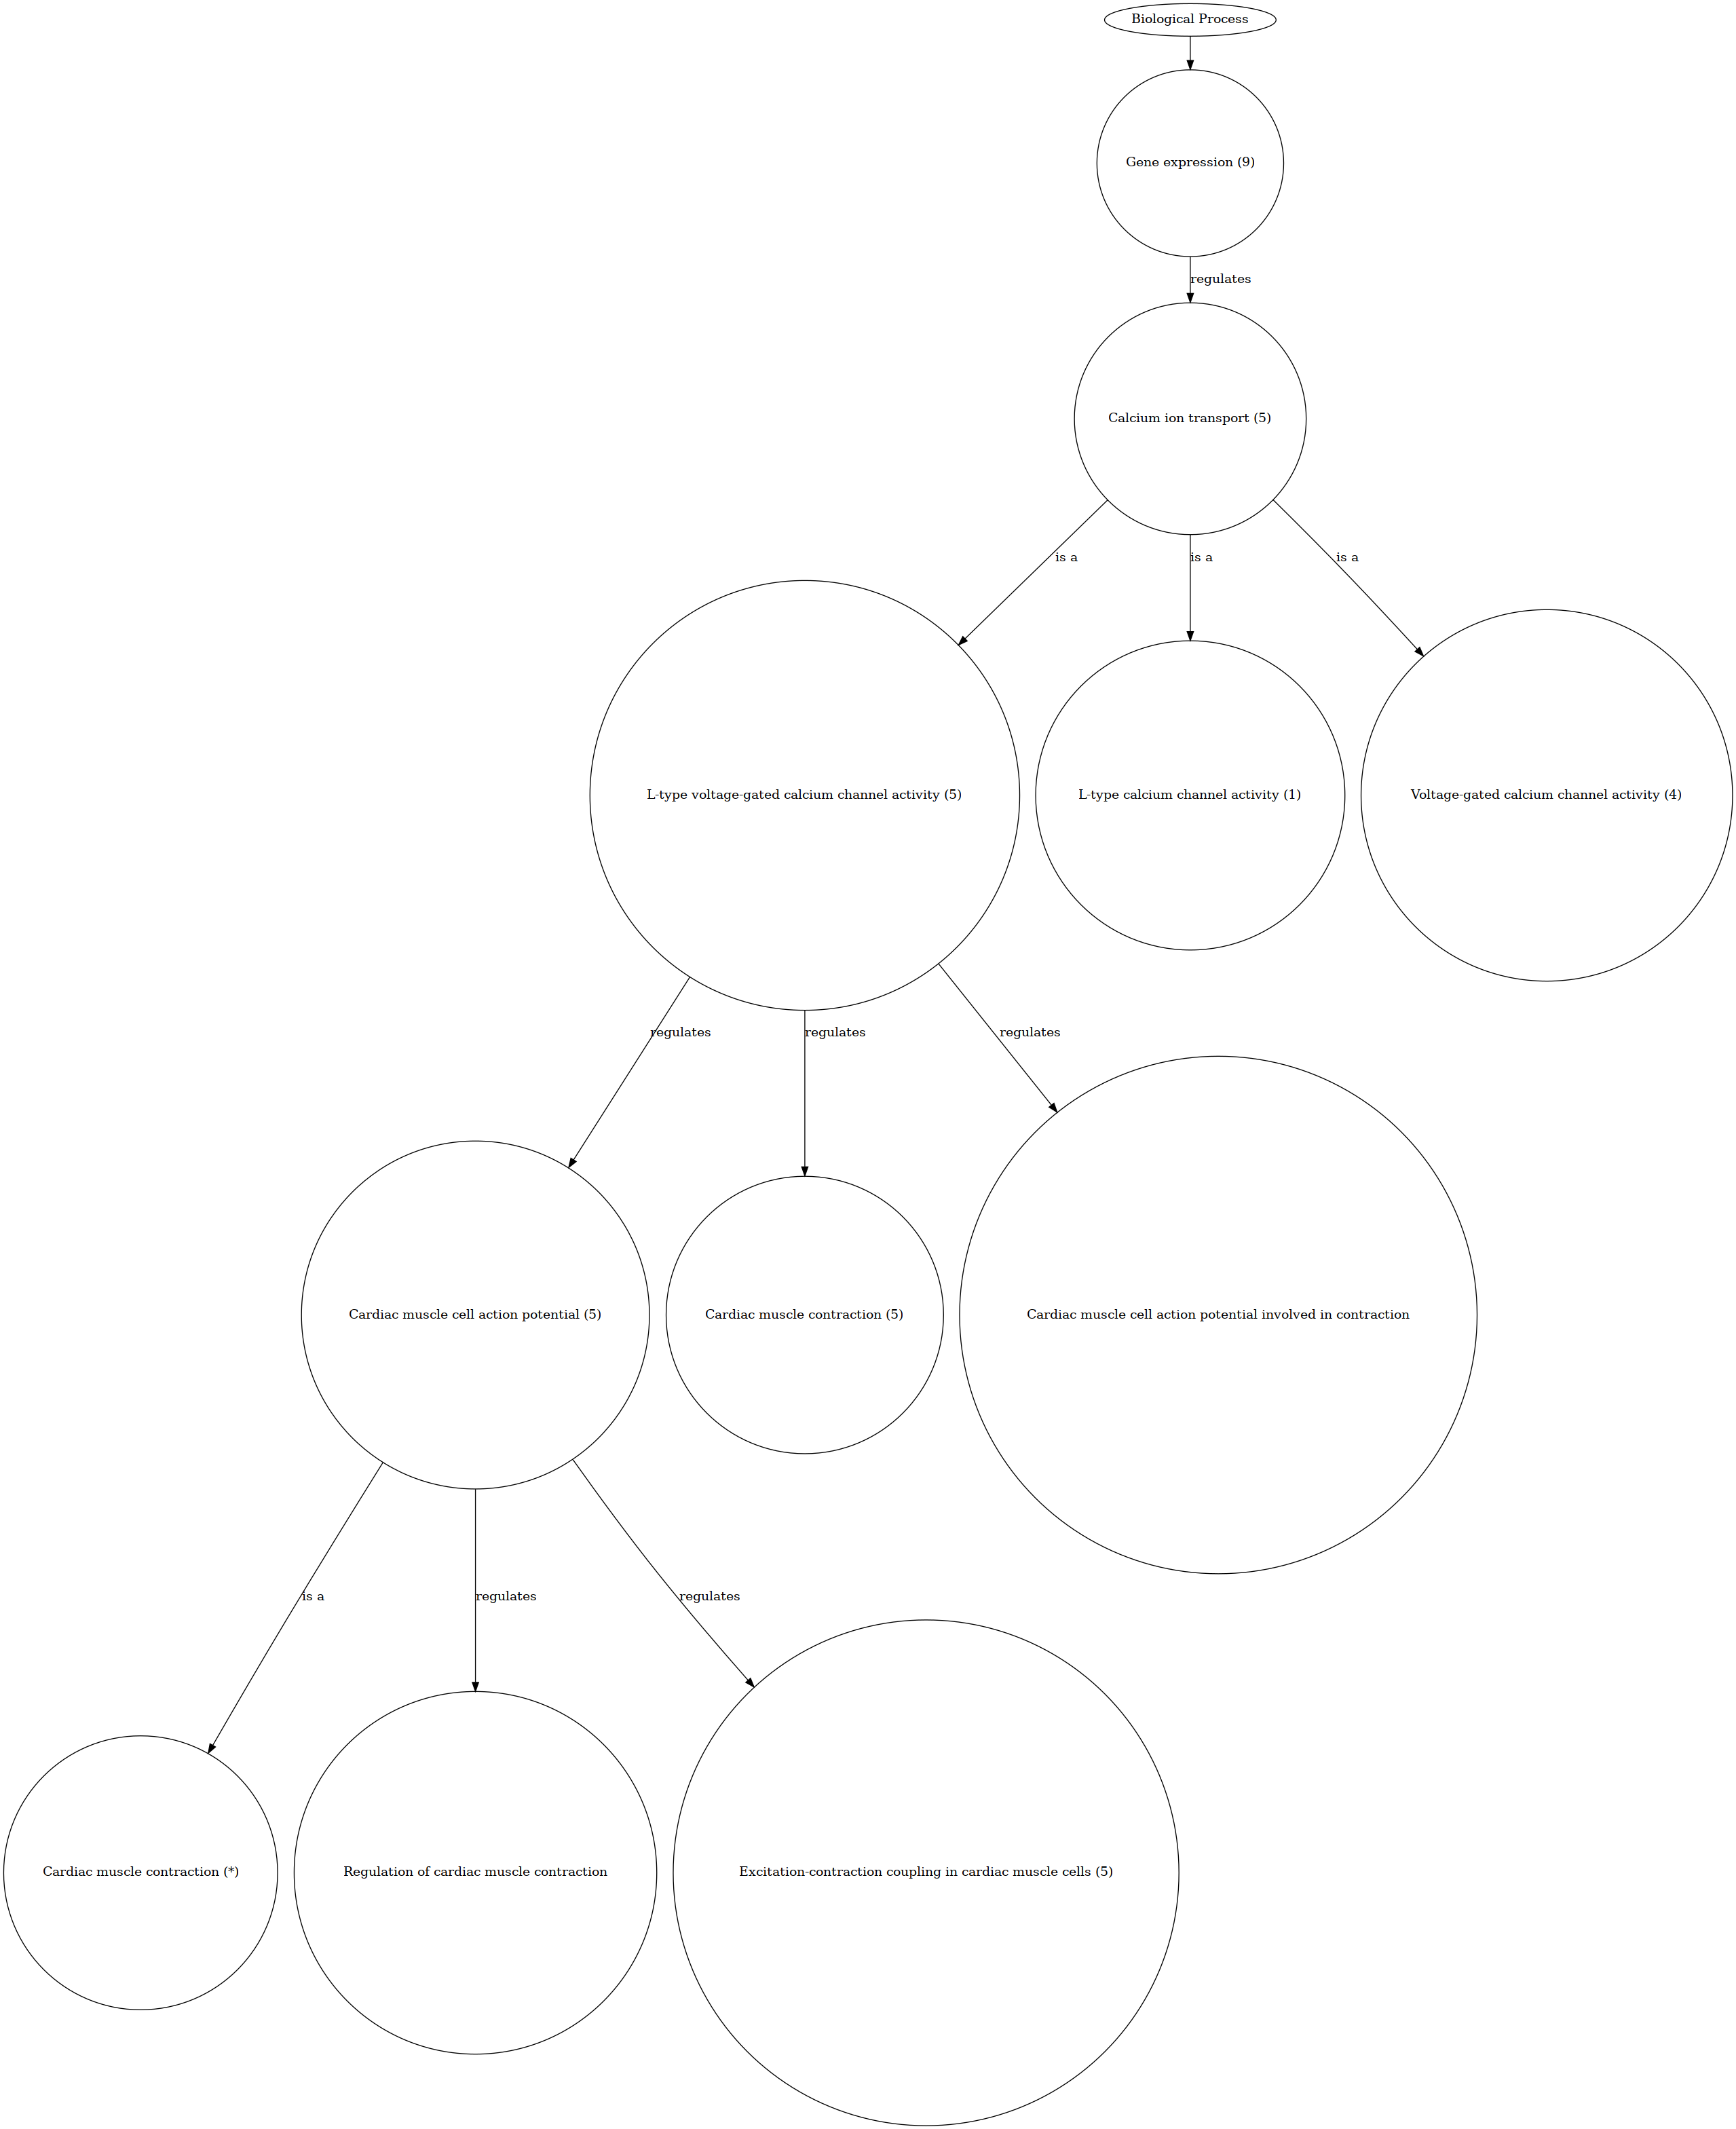 Biological Process
Gene expression (9)
regulates
Calcium ion transport (5)
is a
is a
is a
L-type voltage-gated calcium channel activity (5)
L-type calcium channel activity (1)
Voltage-gated calcium channel activity (4)
regulates
regulates
regulates
Cardiac muscle cell action potential (5)
Cardiac muscle contraction (5)
Cardiac muscle cell action potential involved in contraction
is a
regulates
regulates
Cardiac muscle contraction (*)
Regulation of cardiac muscle contraction
Excitation-contraction coupling in cardiac muscle cells (5)